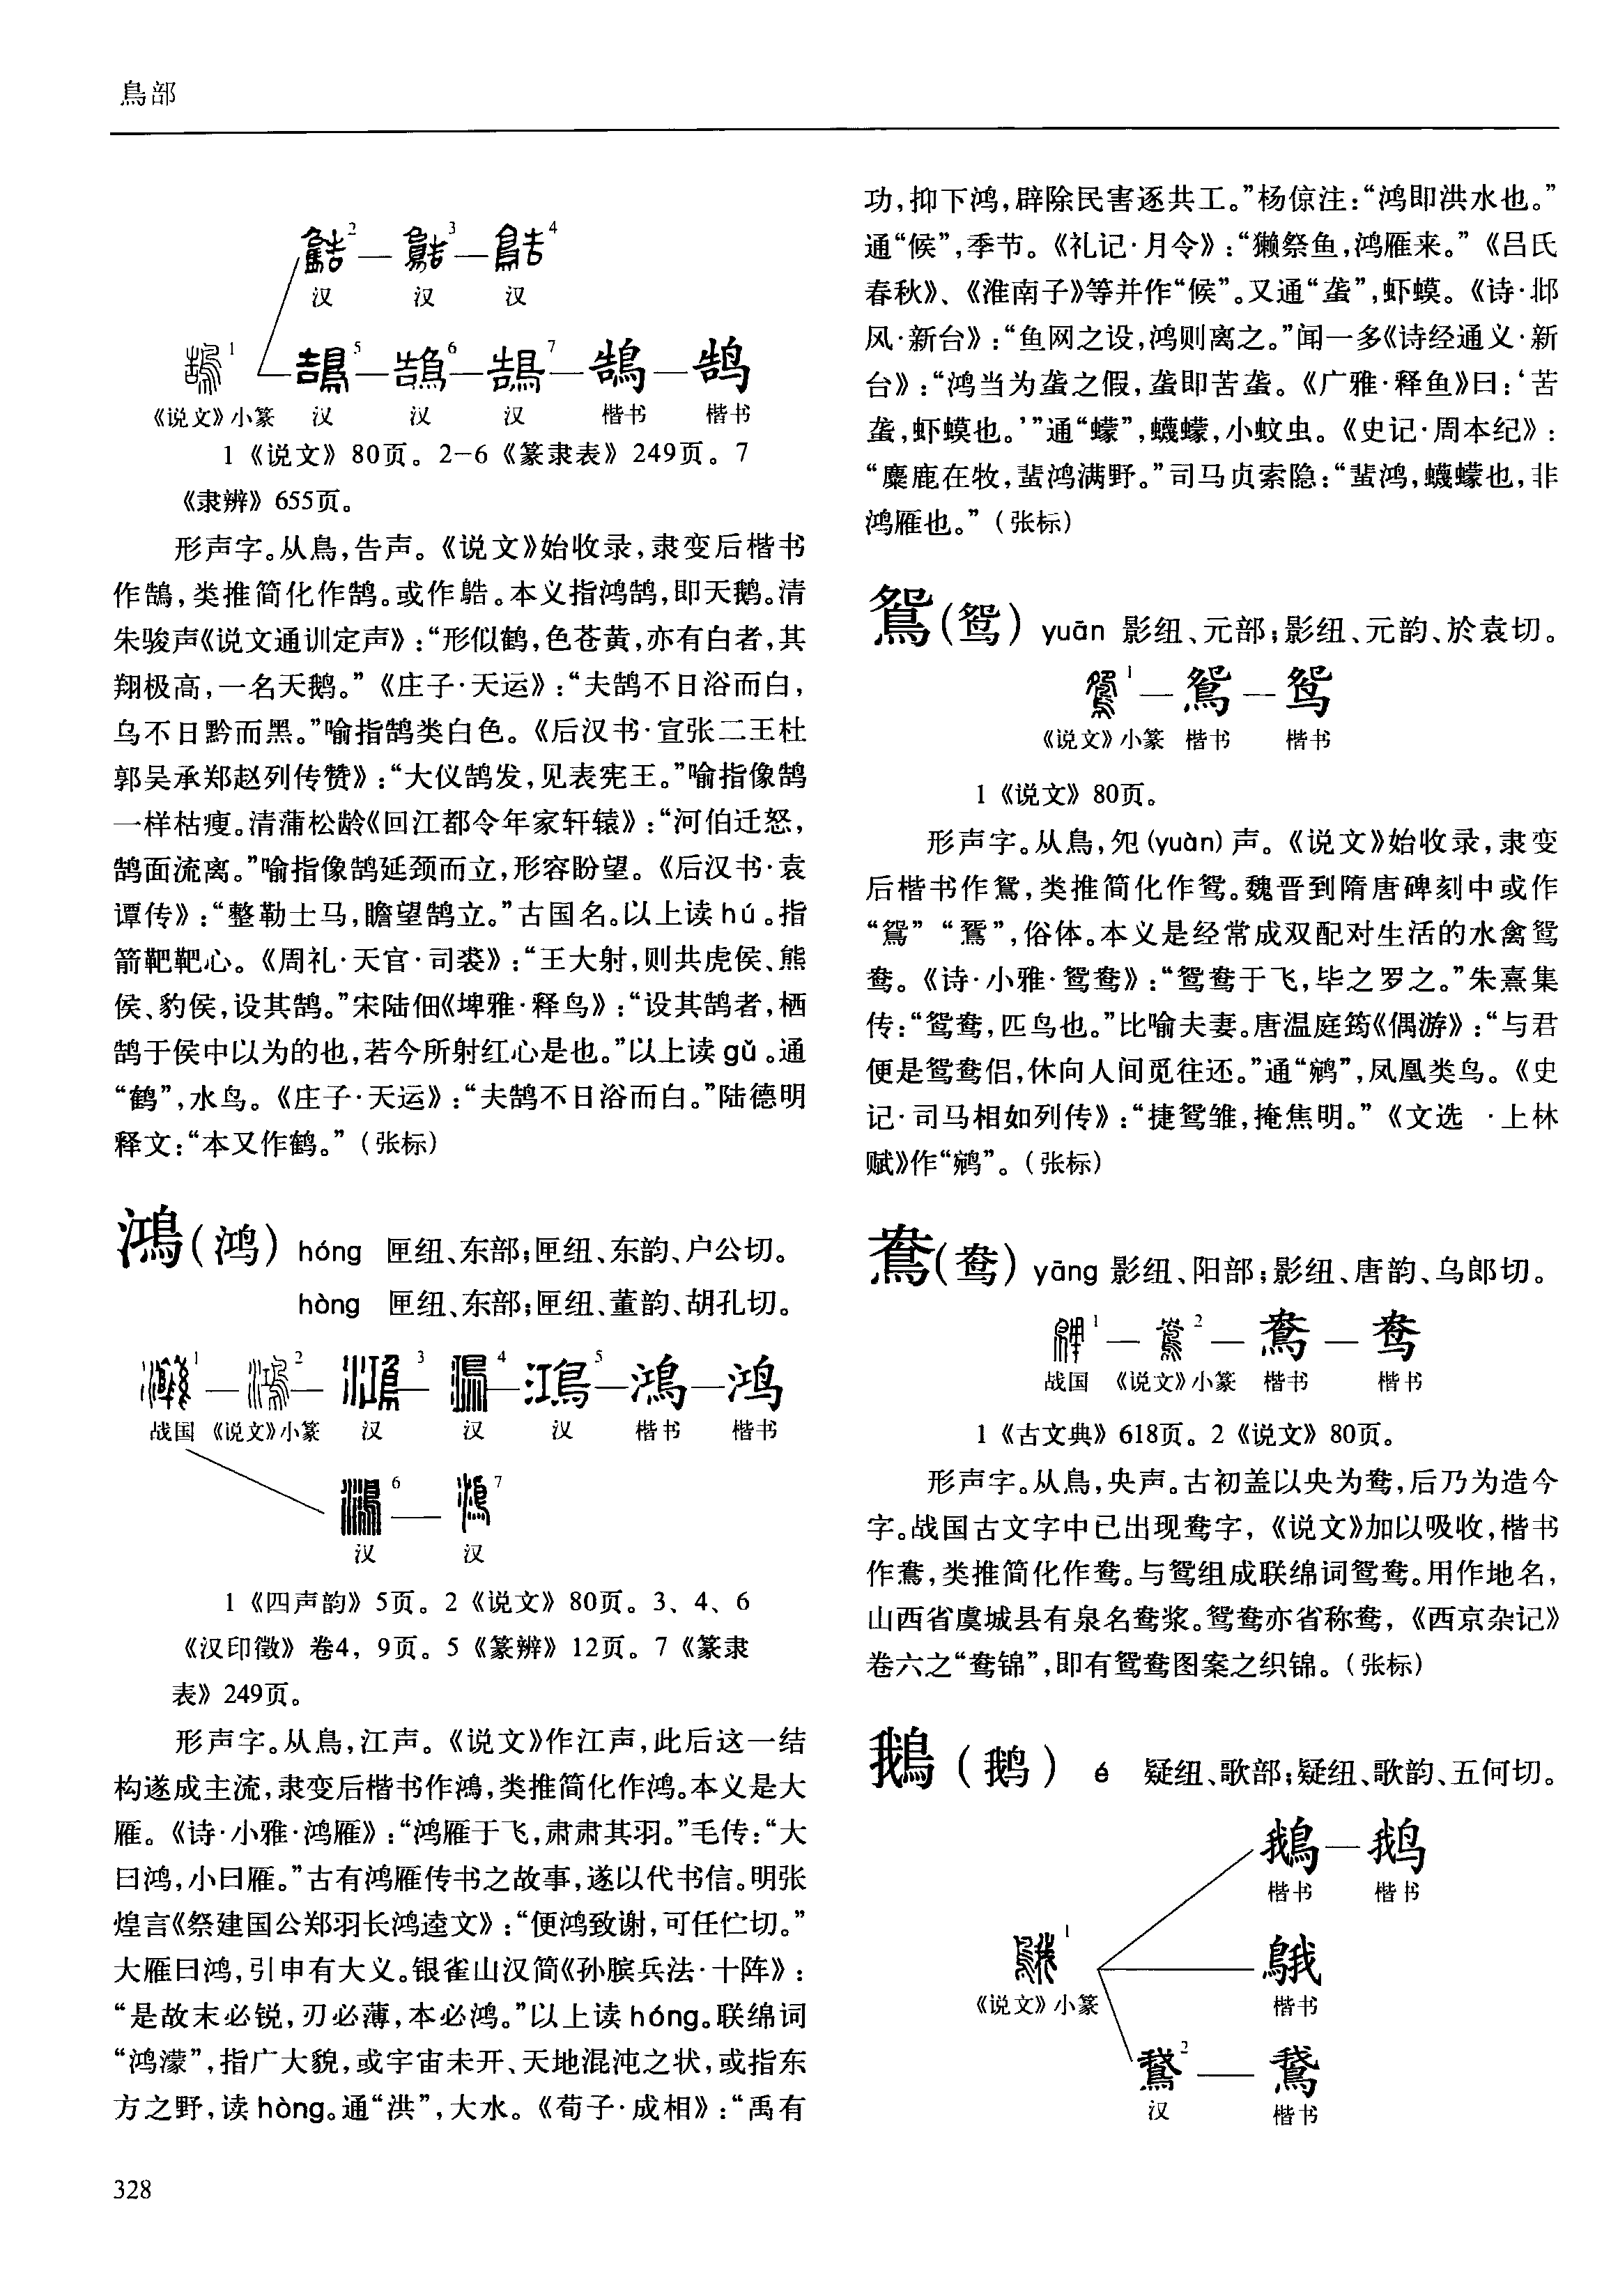 鳥部
2 3 4
汉 汉 汉
1 5 6 7 鵠 鹄
《说文》小篆 汉 汉 汉 楷书 楷书
1《说文》80页。2-6《篆隶表》249页。7
《隶辨》655页。
形声字。从鳥,告声。《说文》始收录,隶变后楷书
作鵠,类推简化作鹄。或作䧼。本义指鸿鹄,即天鹅。清
朱骏声《说文通训定声》:“形似鹤,色苍黄,亦有白者,其
翔极高,一名天鹅。”《庄子·天运》:“夫鹄不日浴而白,
乌不日黔而黑。”喻指鹄类白色。《后汉书·宣张二王杜
郭吴承郑赵列传赞》:“大仪鹄发,见表宪王。”喻指像鹄
一样枯瘦。清蒲松龄《回江都令年家轩辕》:“河伯迁怒,
鹄面流离。”喻指像鹄延颈而立,形容盼望。《后汉书·袁
谭传》:“整勒士马,瞻望鹄立。”古国名。以上读hú。指
箭靶靶心。《周礼·天官·司裘》:“王大射,则共虎侯、熊
侯、豹侯,设其鹄。”宋陆佃《埤雅·释鸟》:“设其鹄者,栖
鹄于侯中以为的也,若今所射红心是也。”以上读gǔ。通
“鹤”,水鸟。《庄子·天运》:“夫鹄不日浴而白。”陆德明
释文:“本又作鹤。”(张标)
鴻(鸿) hóng 匣纽、东部;匣纽、东韵、户公切。
hòng 匣纽、东部;匣纽、董韵、胡孔切。
1 2 3 4 5 鴻 鸿
战国 《说文》小篆 汉 汉 汉 楷书 楷书
6 7
汉 汉
1《四声韵》5页。2《说文》80页。3、4、6
《汉印徵》卷4,9页。5《篆辨》12页。7《篆隶
表》249页。
形声字。从鳥,江声。《说文》作江声,此后这一结
构遂成主流,隶变后楷书作鴻,类推简化作鸿。本义是大
雁。《诗·小雅·鸿雁》:“鸿雁于飞,肃肃其羽。”毛传:“大
曰鸿,小曰雁。”古有鸿雁传书之故事,遂以代书信。明张
煌言《祭建国公郑羽长鸿逵文》:“便鸿致谢,可任伫切。”
大雁曰鸿,引申有大义。银雀山汉简《孙膑兵法·十阵》:
“是故末必锐,刃必薄,本必鸿。”以上读hóng。联绵词
“鸿濛”,指广大貌,或宇宙未开、天地混沌之状,或指东
方之野,读hòng。通“洪”,大水。《荀子·成相》:“禹有
328
功,抑下鸿,辟除民害逐共工。”杨倞注:“鸿即洪水也。”
通“候”,季节。《礼记·月令》:“獭祭鱼,鸿雁来。”《吕氏
春秋》、《淮南子》等并作“候”。又通“䖯”,虾蟆。《诗·邶
风·新台》:“鱼网之设,鸿则离之。”闻一多《诗经通义·新
台》:“鸿当为䖯之假,䖯即苦䖯。《广雅·释鱼》曰:‘苦
䖯,虾蟆也。’”通“蠓”,蠛蠓,小蚊虫。《史记·周本纪》:
“麋鹿在牧,蜚鸿满野。”司马贞索隐:“蜚鸿,蠛蠓也,非
鸿雁也。”(张标)
鴛(鸳) yuān 影纽、元部;影纽、元韵、於袁切。
1 鴛 鸳
《说文》小篆 楷书 楷书
1《说文》80页。
形声字。从鳥,夗(yuàn)声。《说文》始收录,隶变
后楷书作鴛,类推简化作鸳。魏晋到隋唐碑刻中或作
俗体。本义是经常成双配对生活的水禽鸳
鸯。《诗·小雅·鸳鸯》:“鸳鸯于飞,毕之罗之。”朱熹集
传:“鸳鸯,匹鸟也。”比喻夫妻。唐温庭筠《偶游》:“与君
便是鸳鸯侣,休向人间觅往还。”通“鹓”,凤凰类鸟。《史
记·司马相如列传》:“捷鸳雏,掩焦明。”《文选 ·上林
赋》作“鹓”。(张标)
鴦(鸯) yāng 影纽、阳部;影纽、唐韵、乌郎切。
1 2 鴦 鸯
战国 《说文》小篆 楷书 楷书
1《古文典》618页。2《说文》80页。
形声字。从鳥,央声。古初盖以央为鸯,后乃为造今
字。战国古文字中已出现鸯字,《说文》加以吸收,楷书
作鴦,类推简化作鸯。与鸳组成联绵词鸳鸯。用作地名,
山西省虞城县有泉名鸯浆。鸳鸯亦省称鸯,《西京杂记》
卷六之“鸯锦”,即有鸳鸯图案之织锦。(张标)
鵝(鹅) é 疑纽、歌部;疑纽、歌韵、五何切。
鵝 鹅
楷书 楷书
1 䳘
《说文》小篆 楷书
2 鵞
汉 楷书